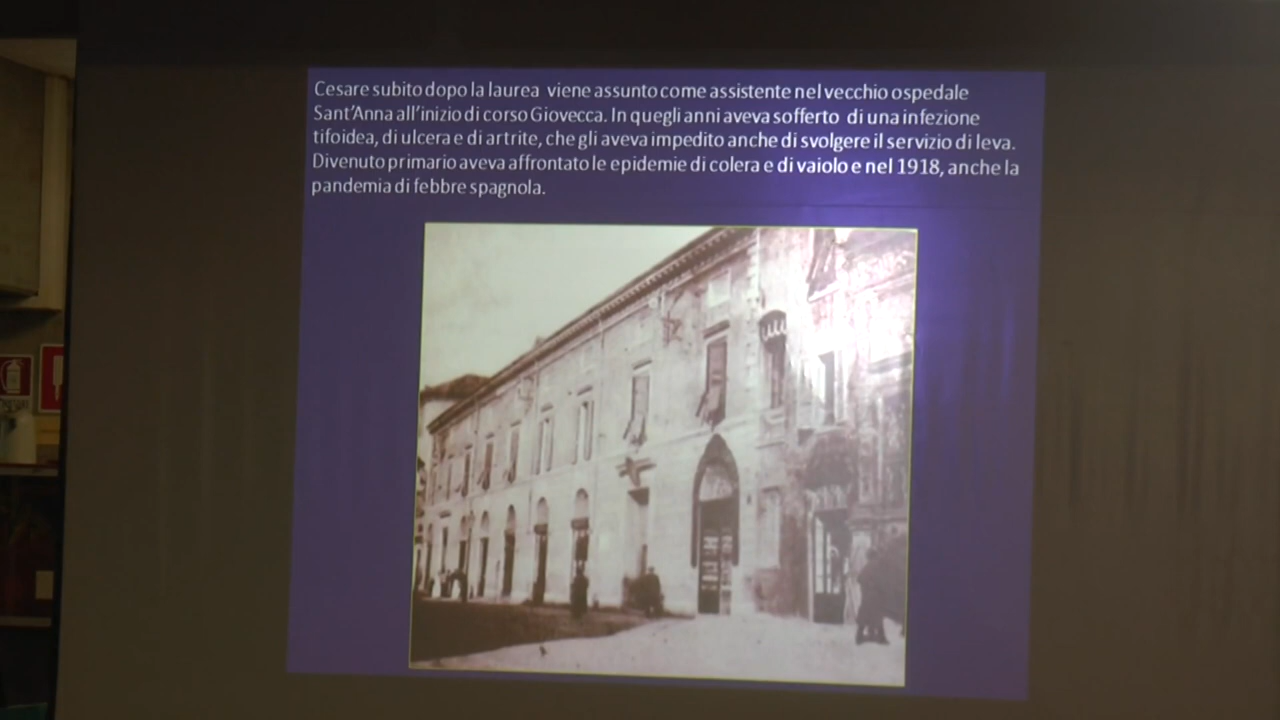 Cesare subito dopo la laurea viene assunto come assistente nel vecchio ospedale
Sant'Anna all'inizio di corso Giovecca. In quegli anni aveva sofferto di una infezione
tifoidea, di ulcera e di artrite, che gli aveva impedito anche di svolgere il servizio di leva.
Divenuto primario aveva affrontato le epidemie di colera e di vaiolo e nel 1918, anche la
pandemia di febbre spagnola.